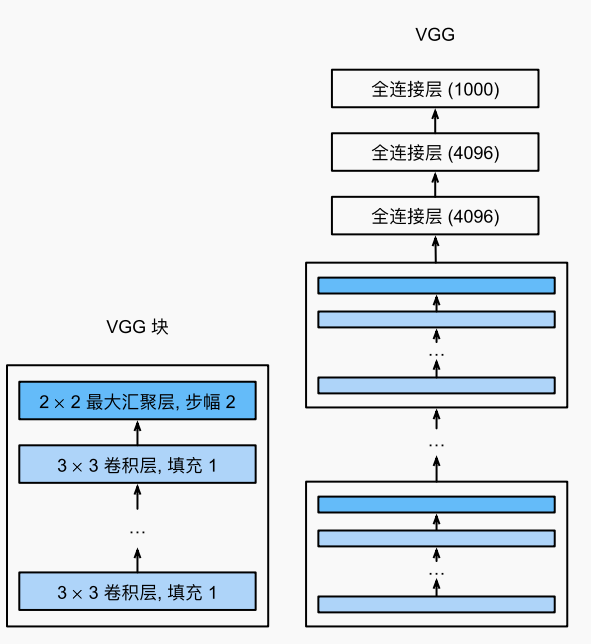 VGG 块
2 × 2 最大汇聚层, 步幅 2
3 × 3 卷积层, 填充 1
...
3 × 3 卷积层, 填充 1
VGG
全连接层 (1000)
全连接层 (4096)
全连接层 (4096)
...
...
...